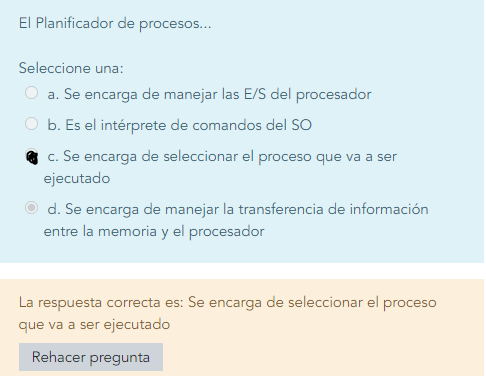 El Planificador de procesos...
Seleccione una:
a. Se encarga de manejar las E/S del procesador
b. Es el intérprete de comandos del SO
c. Se encarga de seleccionar el proceso que va a ser
ejecutado
d. Se encarga de manejar la transferencia de información
entre la memoria y el procesador
La respuesta correcta es: Se encarga de seleccionar el proceso
que va a ser ejecutado
Rehacer pregunta